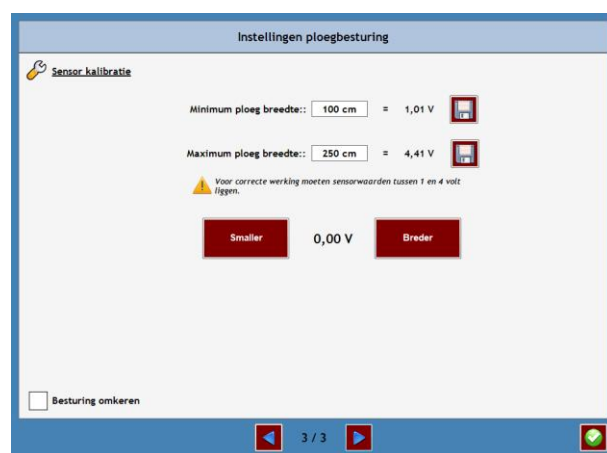 Instellingen ploegbesturing
Sensor kalibratie
Minimum ploeg breedte:: 100 cm = 1,01 V
Maximum ploeg breedte:: 250 cm = 4,41 V
Voor correcte werking moeten sensorwaarden tussen 1 en 4 volt
liggen.
Smaller 0,00 V Breder
Besturing omkeren
3 / 3